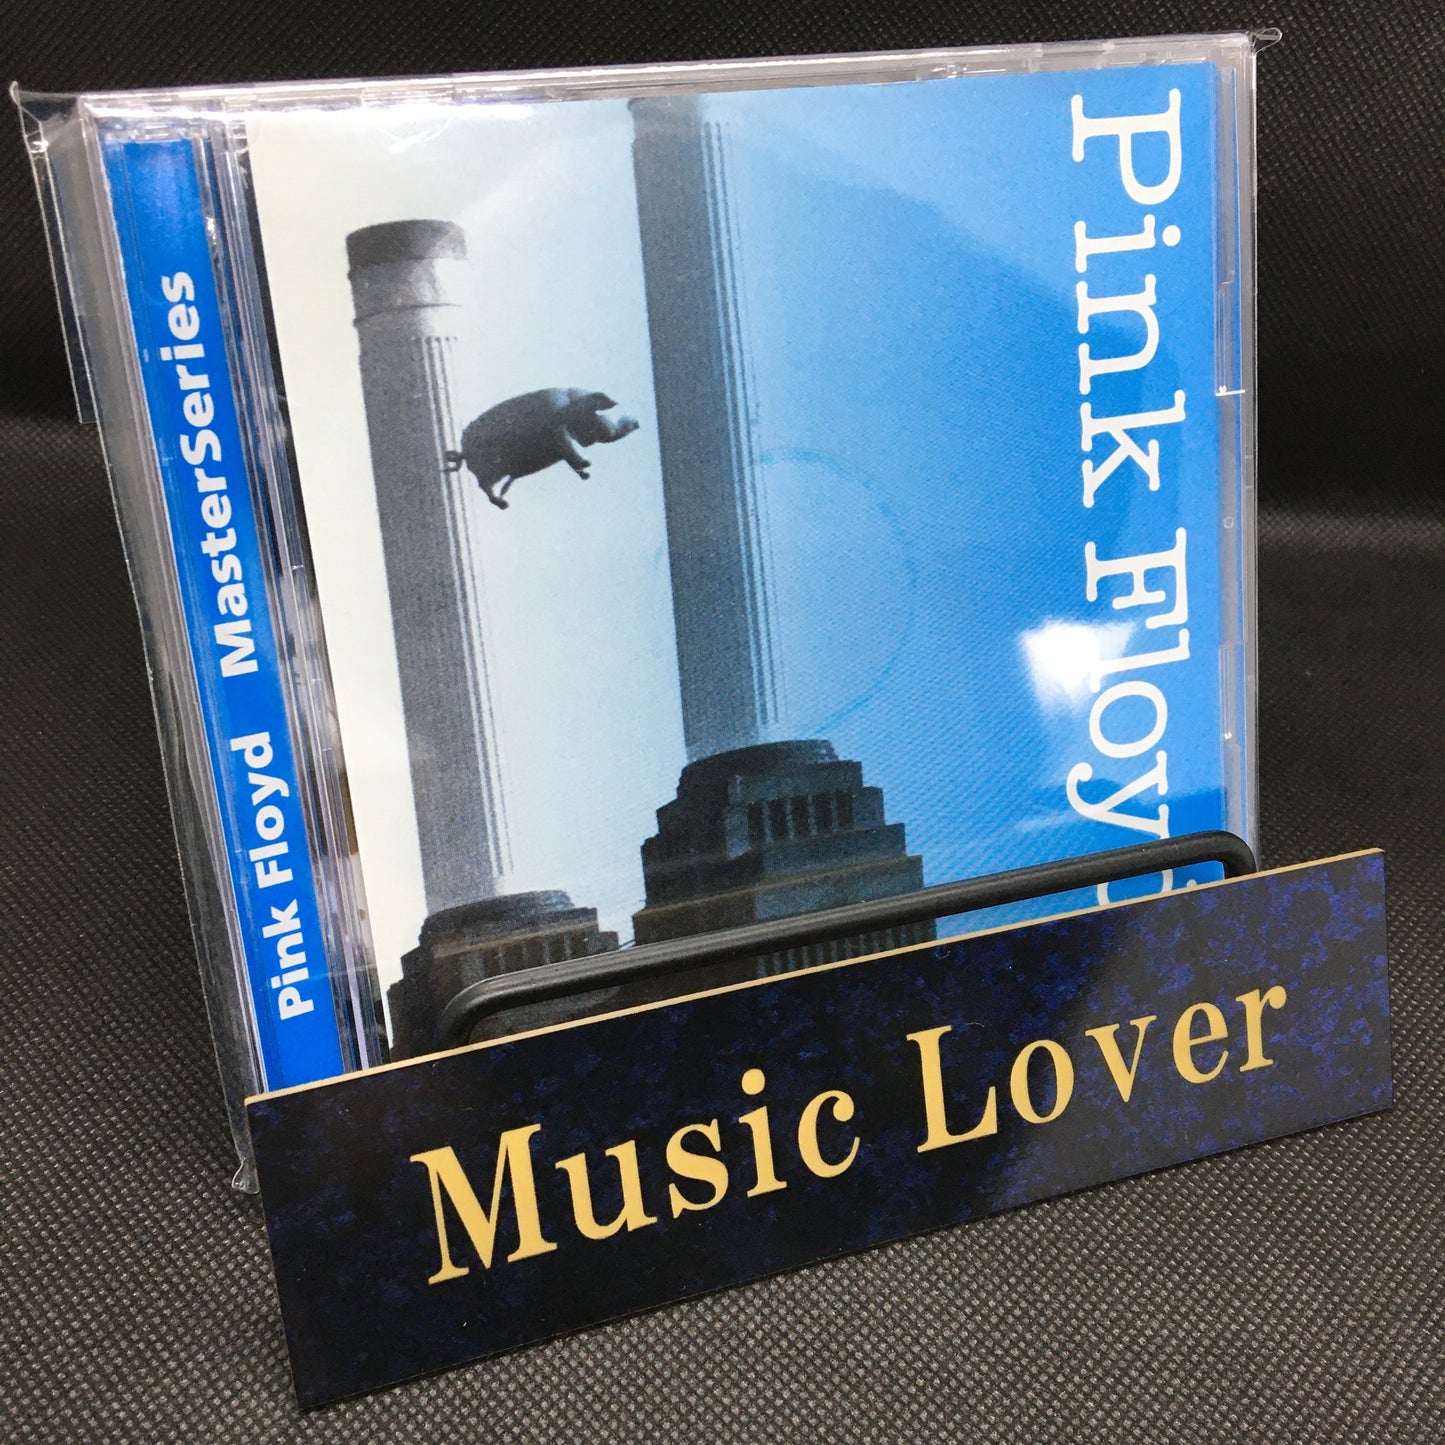 Pink Floyd MasterSeries
Pink Floyd
Music Lover